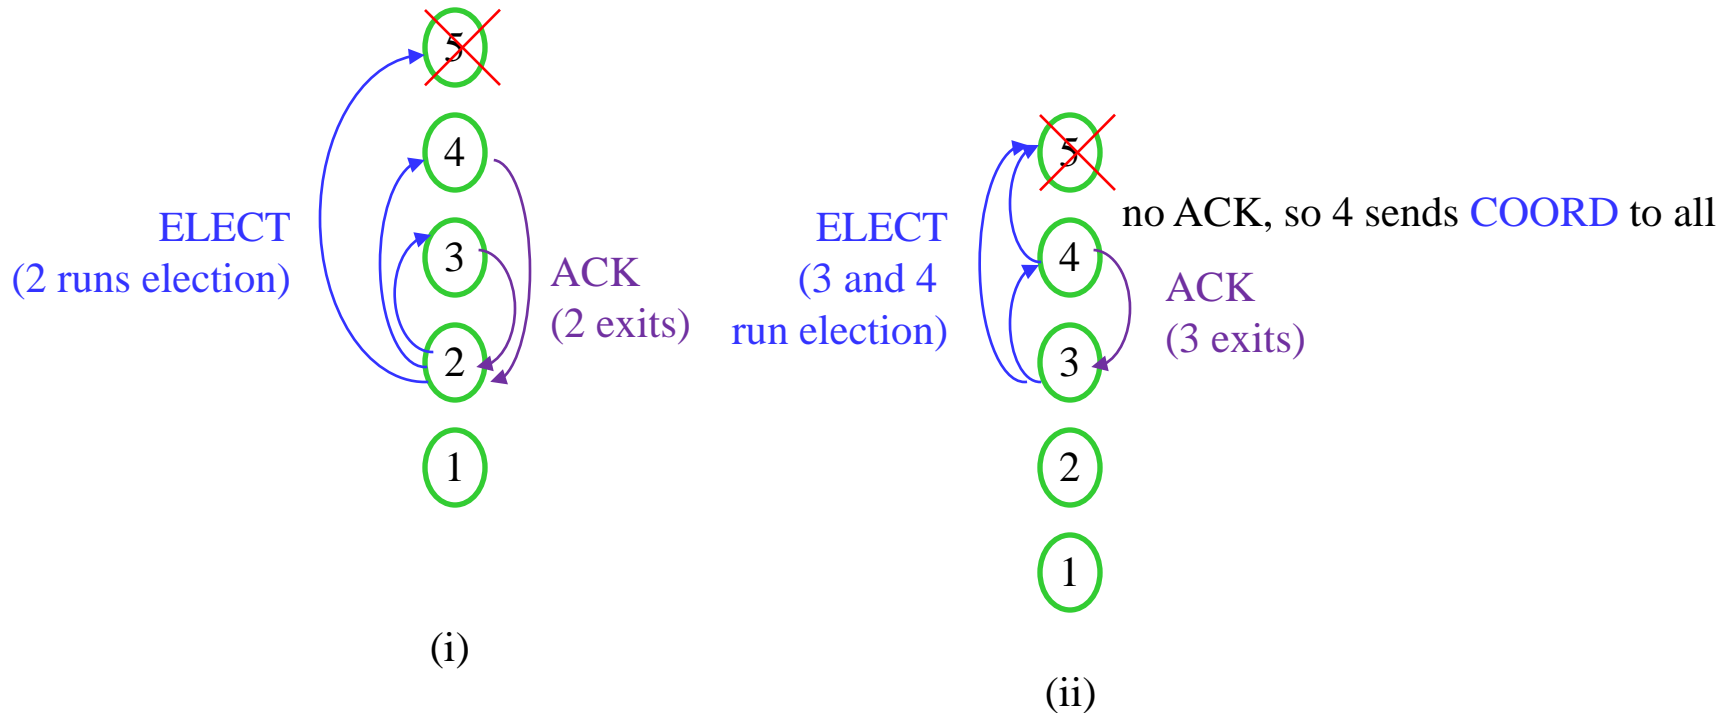 5
4
3
2
1
ELECT
(2 runs election)
ACK
(2 exits)
(i)
5
4
3
2
1
no ACK, so 4 sends COORD to all
ELECT
(3 and 4
run election)
ACK
(3 exits)
(ii)